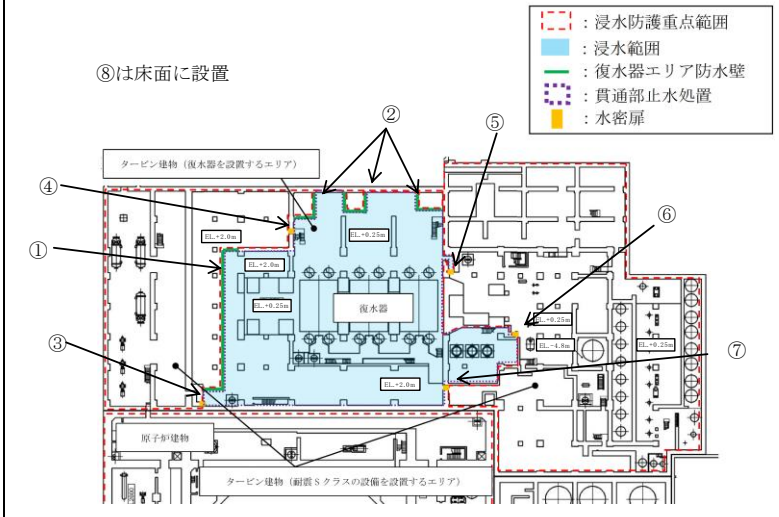 ：浸水防護重点範囲
：浸水範囲
：復水器エリア防水壁
：貫通部止水処置
：水密扉
⑧は床面に設置
②
⑤
タービン建物（復水器を設置するエリア）
④
⑥
EL.+2.0m
EL.+0.25m
①
EL.+2.0m
EL.+0.25m
復水器
EL.+0.25m
EL.-4.8m
EL.+0.25m
③
⑦
EL.+2.0m
原子炉建物
タービン建物（耐震Ｓクラスの設備を設置するエリア）